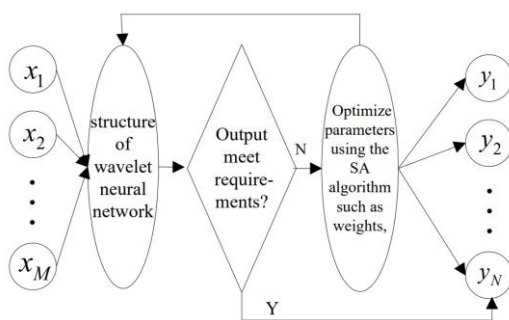 x1
x2
xM
structure
of
wavelet
neural
network
Output
meet
require-
ments?
N
Y
Optimize
parameters
using the
SA
algorithm
such as
weights,
y1
y2
yN